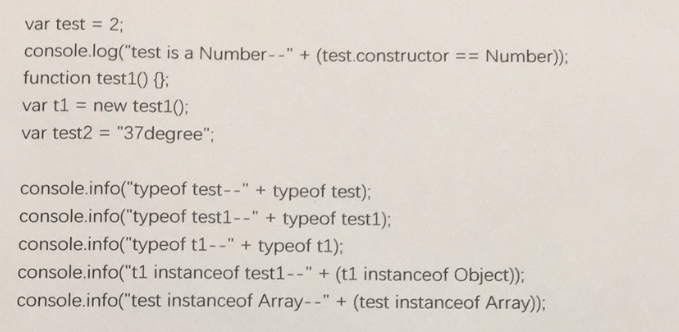 var test = 2;
console.log("test is a Number--" + (test.constructor == Number));
function test1() {};
var t1 = new test1();
var test2 = "37degree";
console.info("typeof test--" + typeof test);
console.info("typeof test1--" + typeof test1);
console.info("typeof t1--" + typeof t1);
console.info("t1 instanceof test1--" + (t1 instanceof Object));
console.info("test instanceof Array--" + (test instanceof Array));